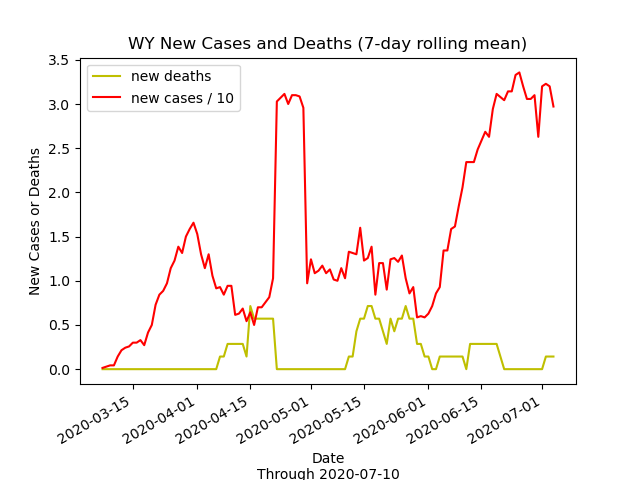 WY New Cases and Deaths (7-day rolling mean)
new deaths
new cases / 10
New Cases or Deaths
3.5
3.0
2.5
2.0
1.5
1.0
0.5
0.0
2020-03-15
2020-04-01
2020-04-15
2020-05-01
2020-05-15
2020-06-01
2020-06-15
2020-07-01
Date
Through 2020-07-10